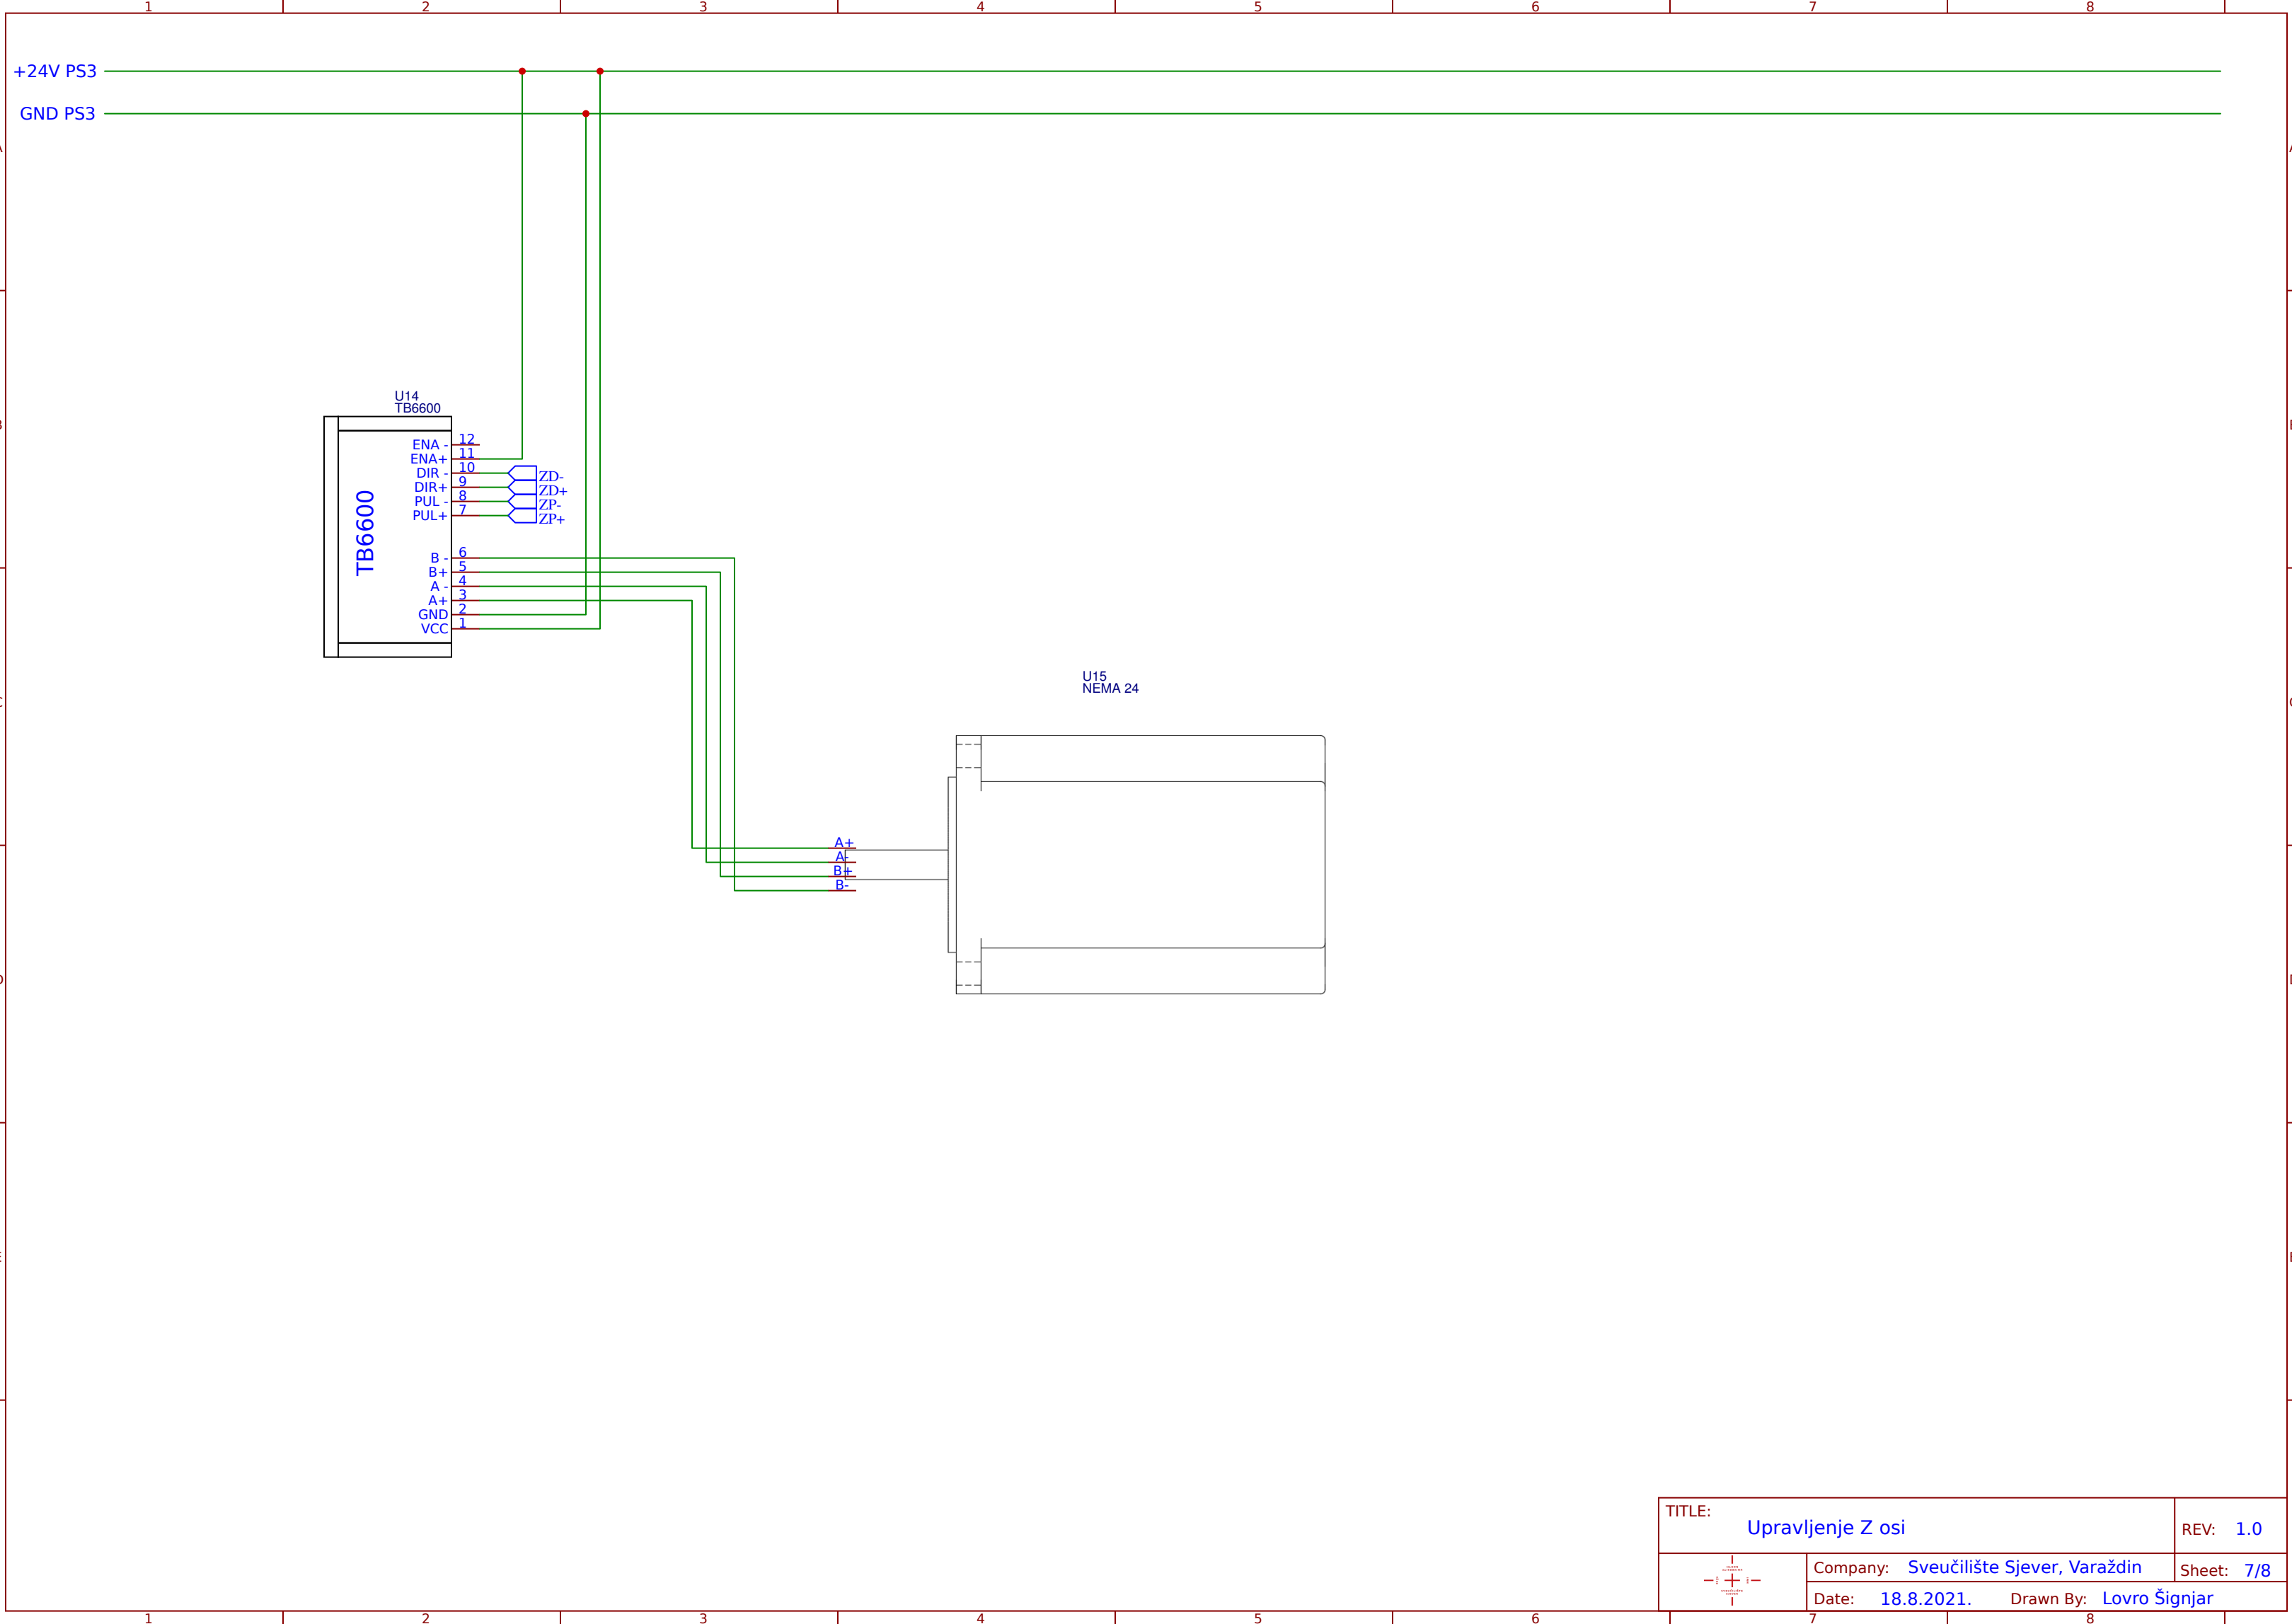 1 2 3 4 5 6 7 8
+24V PS3
GND PS3
U14
TB6600
TB6600
ENA - 12
ENA+ 11
DIR - 10 ZD-
DIR+ 9 ZD+
PUL - 8 ZP-
PUL+ 7 ZP+
B - 6
B+ 5
A - 4
A+ 3
GND 2
VCC 1
U15
NEMA 24
A+
A-
B+
B-
TITLE:
Upravljenje Z osi
REV: 1.0
Company: Sveučilište Sjever, Varaždin
Sheet: 7/8
Date: 18.8.2021. Drawn By: Lovro Šignjar
1 2 3 4 5 6 7 8